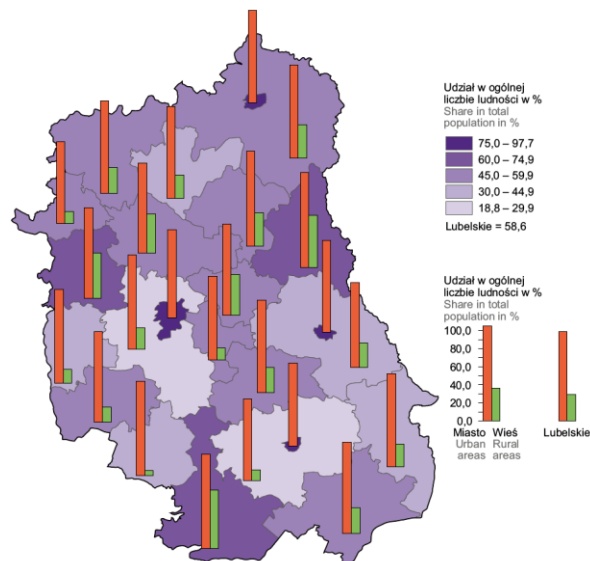 Udział w ogólnej
liczbie ludności w %
Share in total
population in %
75,0 – 97,7
60,0 – 74,9
45,0 – 59,9
30,0 – 44,9
18,8 – 29,9
Lubelskie = 58,6
Udział w ogólnej
liczbie ludności w %
Share in total
population in %
100,0
80,0
60,0
40,0
20,0
0,0
Miasto Wieś Lubelskie
Urban Rural
areas areas